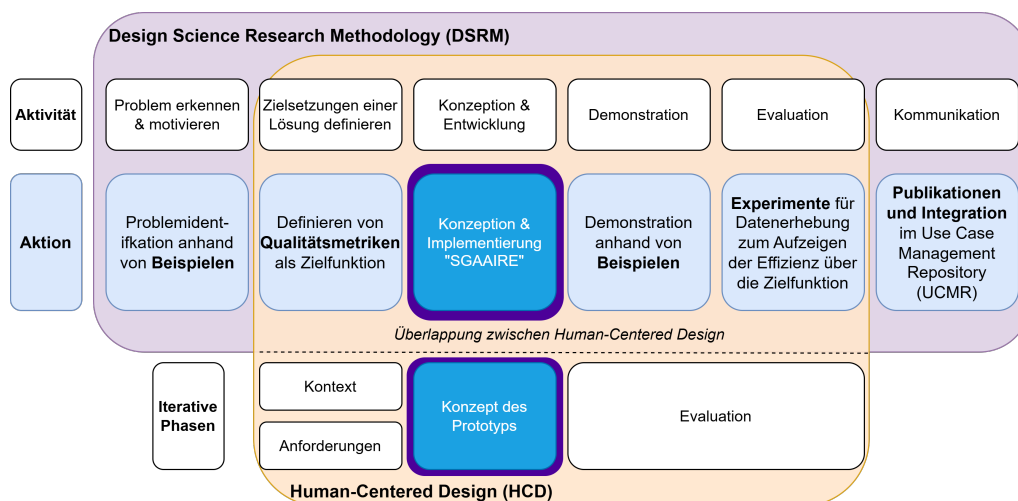 Design Science Research Methodology (DSRM)
Aktivität
Problem erkennen
& motivieren
Zielsetzungen einer
Lösung definieren
Konzeption &
Entwicklung
Demonstration
Evaluation
Kommunikation
Aktion
Problemident-
ifkation anhand
von Beispielen
Definieren von
Qualitätsmetriken
als Zielfunktion
Konzeption &
Implementierung
"SGAAIRE"
Demonstration
anhand von
Beispielen
Experimente für
Datenerhebung
zum Aufzeigen
der Effizienz über
die Zielfunktion
Publikationen
und Integration
im Use Case
Management
Repository
(UCMR)
Überlappung zwischen Human-Centered Design
Iterative
Phasen
Kontext
Anforderungen
Konzept des
Prototyps
Evaluation
Human-Centered Design (HCD)